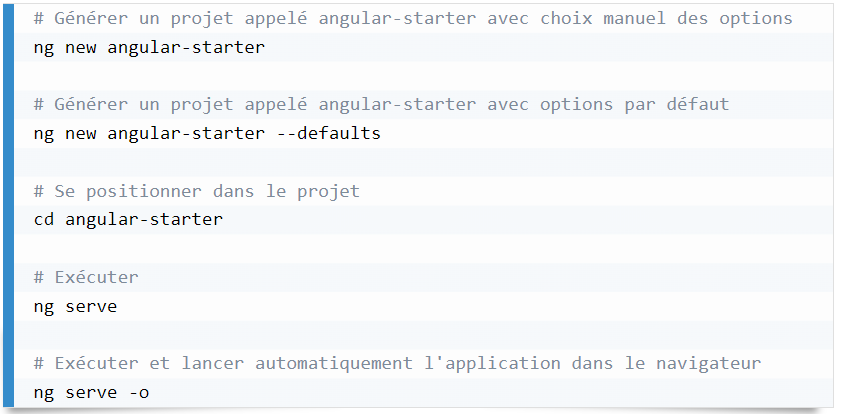 # Générer un projet appelé angular-starter avec choix manuel des options
ng new angular-starter
# Générer un projet appelé angular-starter avec options par défaut
ng new angular-starter --defaults
# Se positionner dans le projet
cd angular-starter
# Exécuter
ng serve
# Exécuter et lancer automatiquement l'application dans le navigateur
ng serve -o